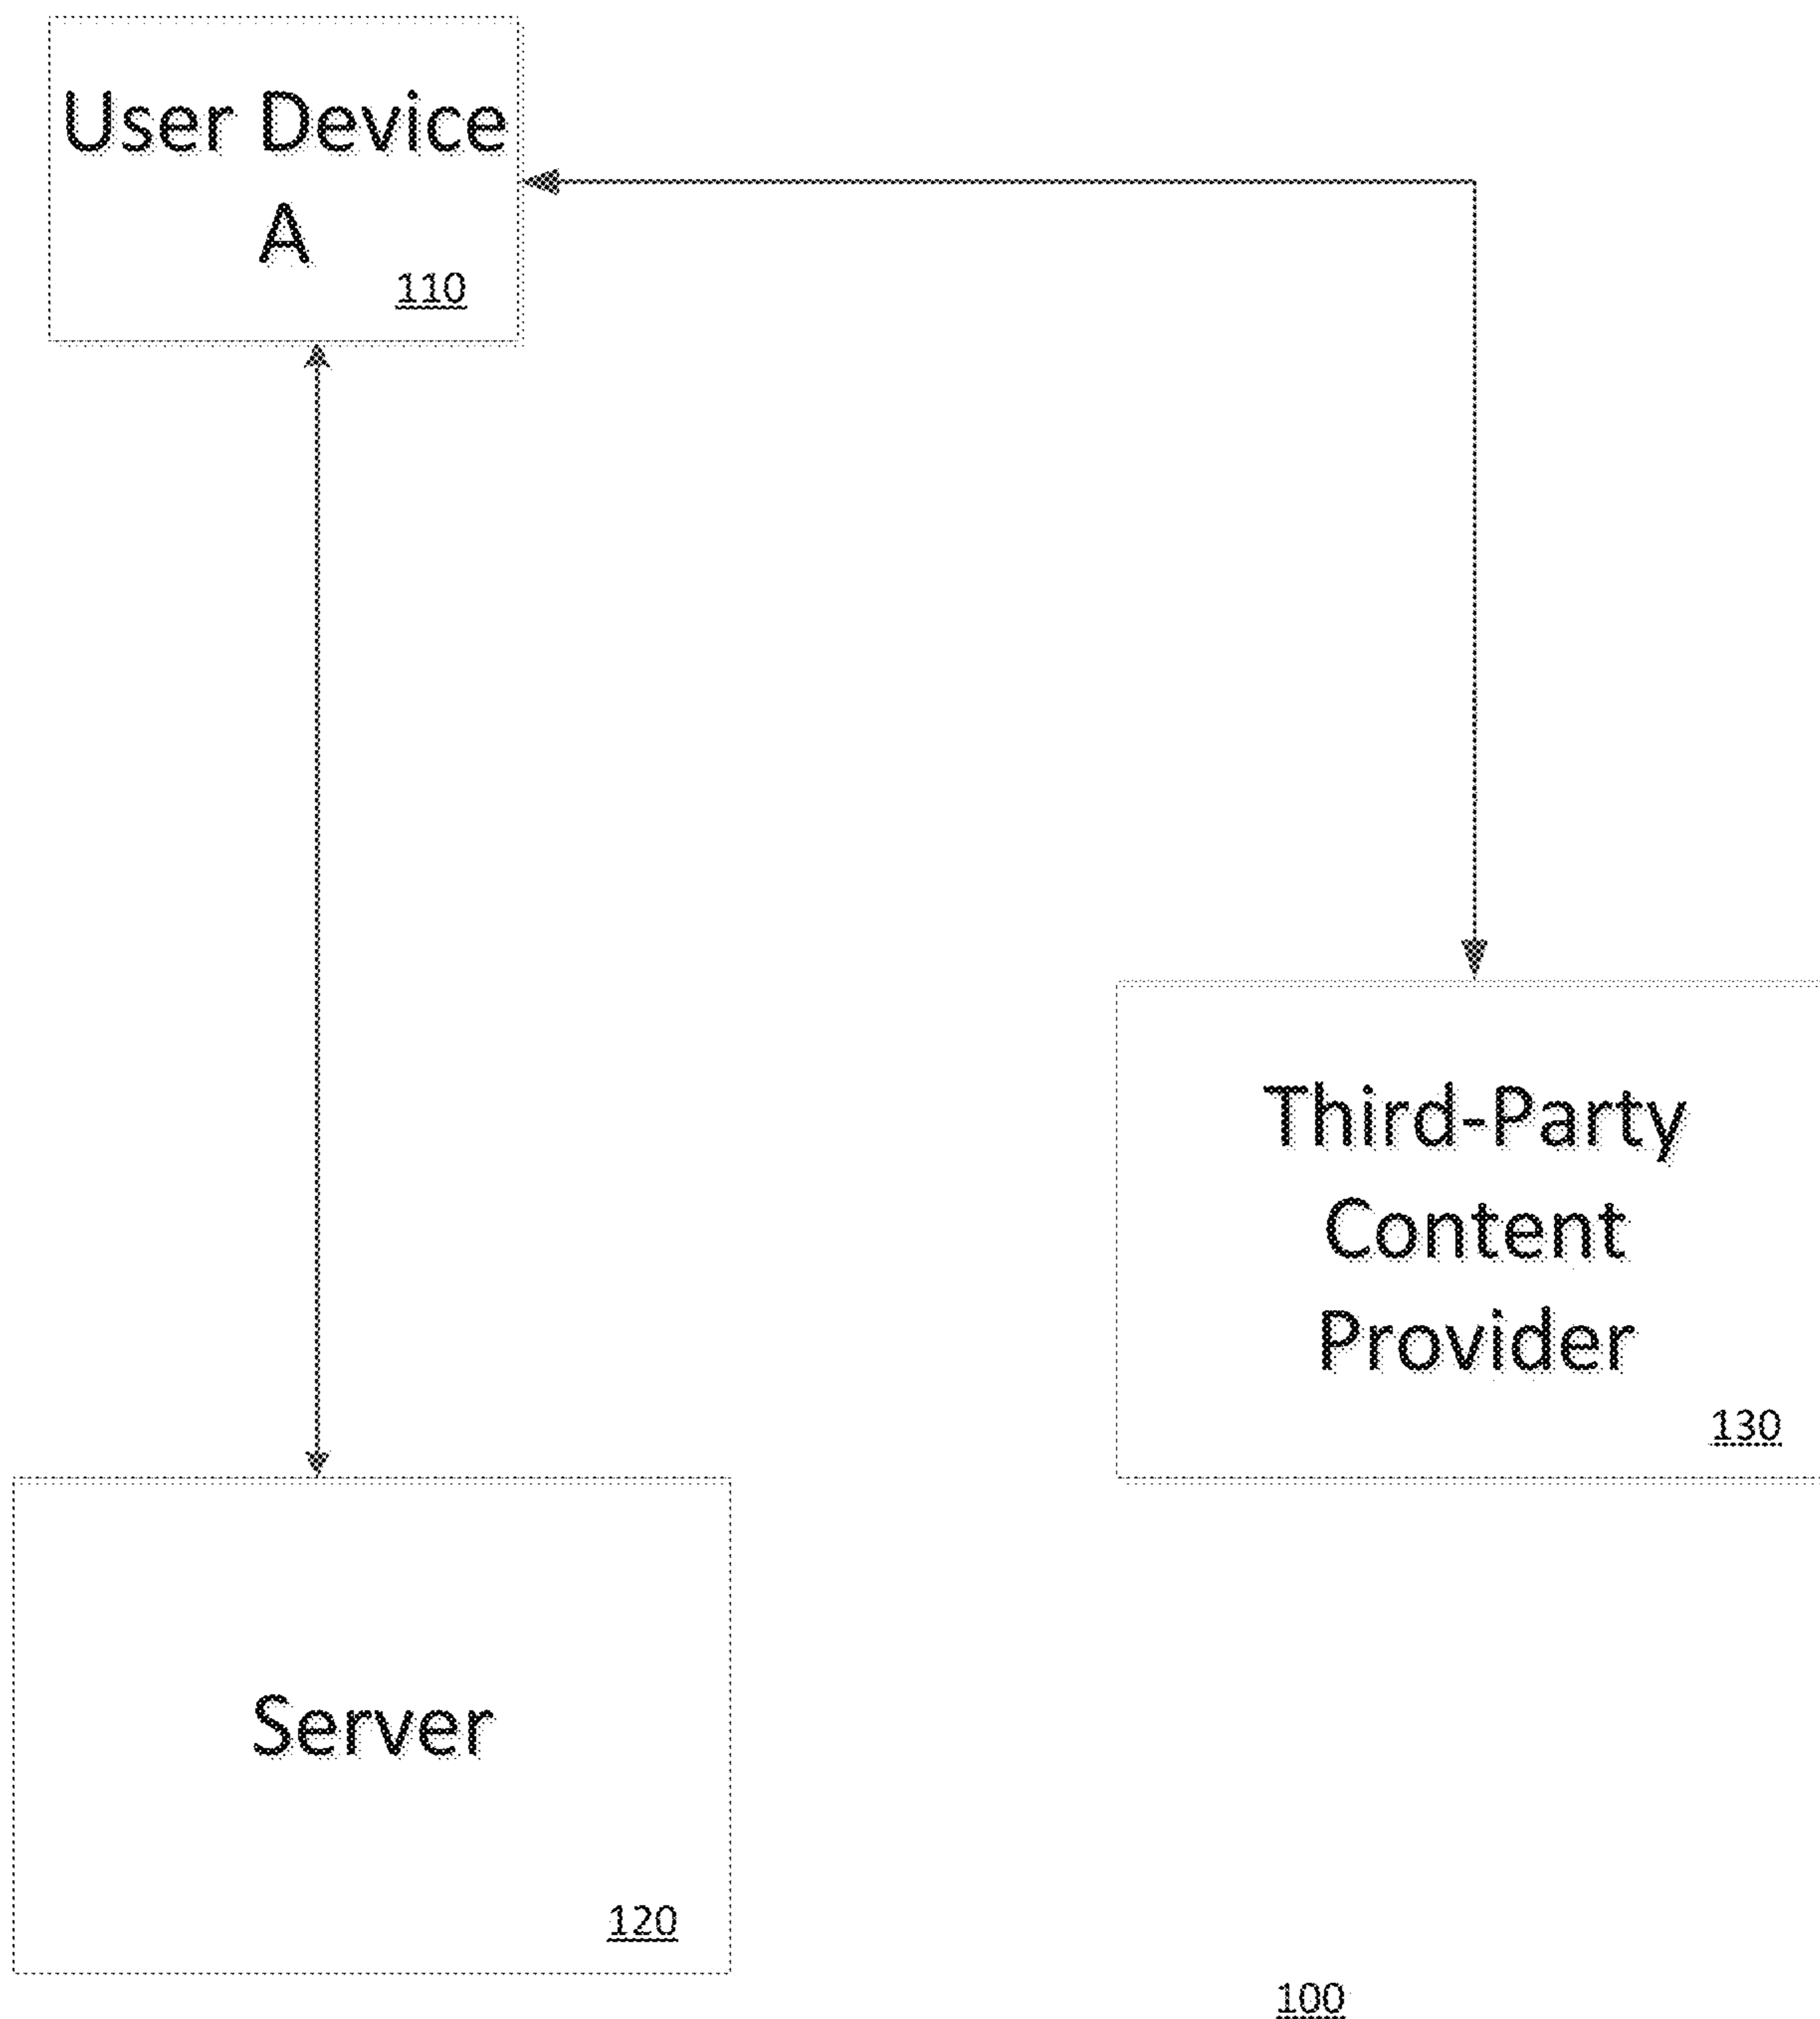 User Device
A
110
Third-Party
Content
Provider
130
Server
120
100